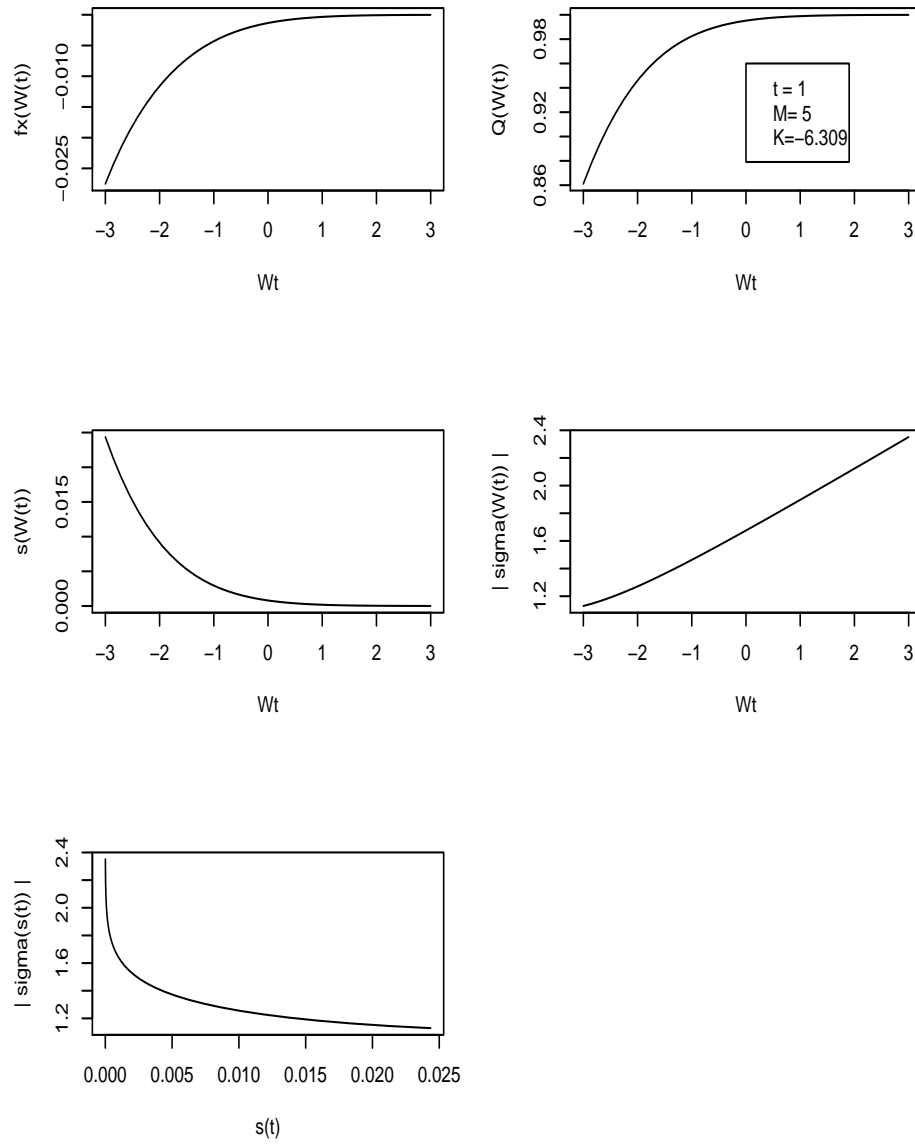 fx(W(t))
−0.025 −0.010
−3 −2 −1 0 1 2 3
Wt
Q(W(t))
0.86 0.92 0.98
t = 1
M= 5
K=−6.309
−3 −2 −1 0 1 2 3
Wt
s(W(t))
0.000 0.015
−3 −2 −1 0 1 2 3
Wt
| sigma(W(t)) |
1.2 1.6 2.0 2.4
−3 −2 −1 0 1 2 3
Wt
| sigma(s(t)) |
1.2 1.6 2.0 2.4
0.000 0.005 0.010 0.015 0.020 0.025
s(t)